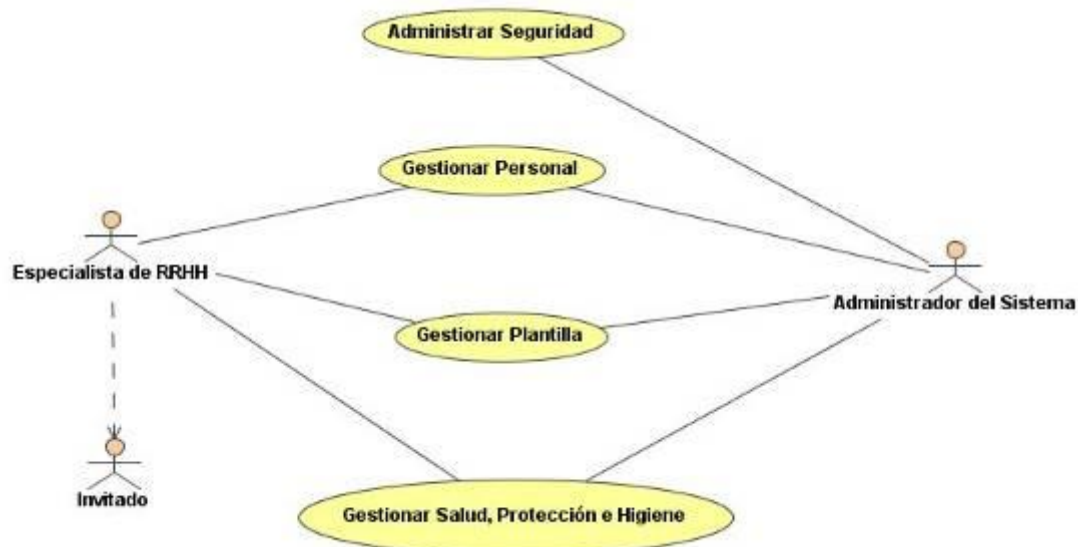 Administrar Seguridad
Gestionar Personal
Especialista de RRHH
Administrador del Sistema
Gestionar Plantilla
Invitado
Gestionar Salud, Protección e Higiene